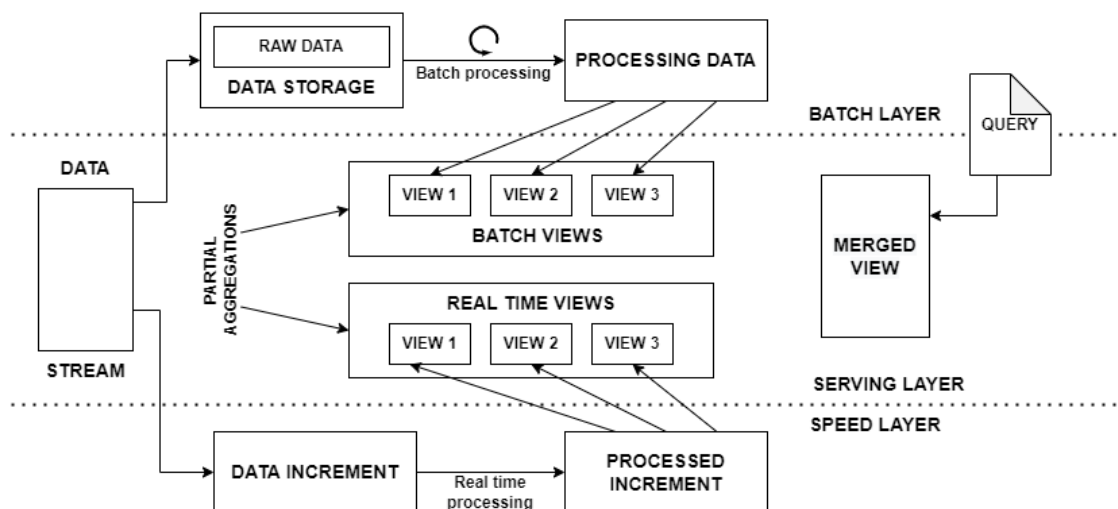 RAW DATA
DATA STORAGE
Batch processing
PROCESSING DATA
BATCH LAYER
QUERY
DATA
STREAM
PARTIAL
AGGREGATIONS
VIEW 1
VIEW 2
VIEW 3
BATCH VIEWS
REAL TIME VIEWS
VIEW 1
VIEW 2
VIEW 3
MERGED
VIEW
SERVING LAYER
SPEED LAYER
DATA INCREMENT
Real time
processing
PROCESSED
INCREMENT